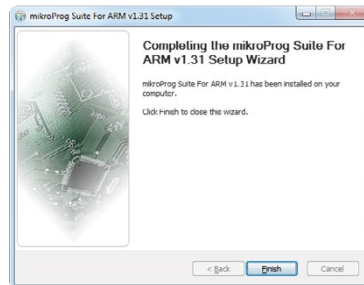 mikroProg Suite For ARM v1.31 Setup
Completing the mikroProg Suite For
ARM v1.31 Setup Wizard
mikroProg Suite For ARM v1.31 has been installed on your
computer.
Click Finish to close this wizard.
< Back
Finish
Cancel